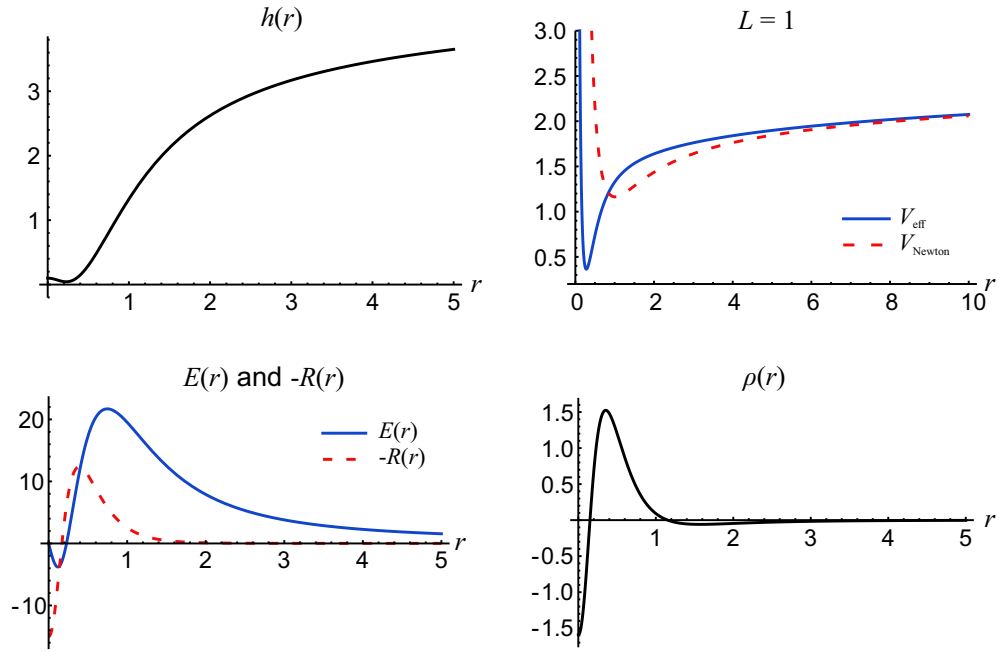 h(r)
3
2
1
1 2 3 4 5 r
L = 1
3.0
2.5
2.0
1.5
1.0
0.5
0 2 4 6 8 10 r
V_eff
V_Newton
E(r) and -R(r)
20
10
-10
1 2 3 4 5 r
E(r)
-R(r)
ρ(r)
1.5
1.0
0.5
-0.5
-1.0
-1.5
1 2 3 4 5 r